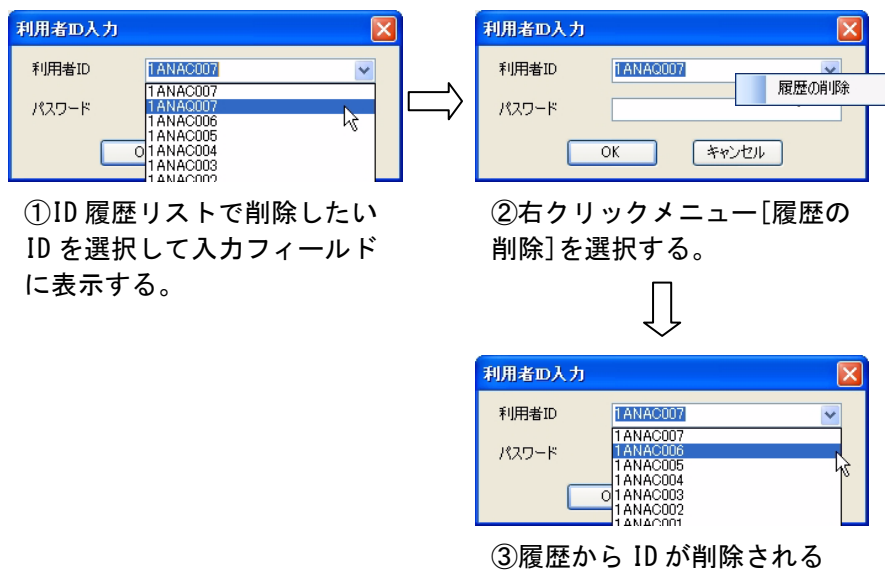 利用者ID入力
利用者ID
1ANAC007
1ANAC007
1ANAQ007
1ANAC006
1ANAC005
1ANAC004
1ANAC003
1ANAC002
パスワード
O
①ID 履歴リストで削除したい
ID を選択して入力フィールド
に表示する。
利用者ID入力
利用者ID
1ANAQ007
履歴の削除
パスワード
OK
キャンセル
②右クリックメニュー[履歴の
削除]を選択する。
利用者ID入力
利用者ID
1ANAC007
1ANAC007
1ANAC006
1ANAC005
1ANAC004
1ANAC003
1ANAC002
1ANAC001
パスワード
O
③履歴から ID が削除される